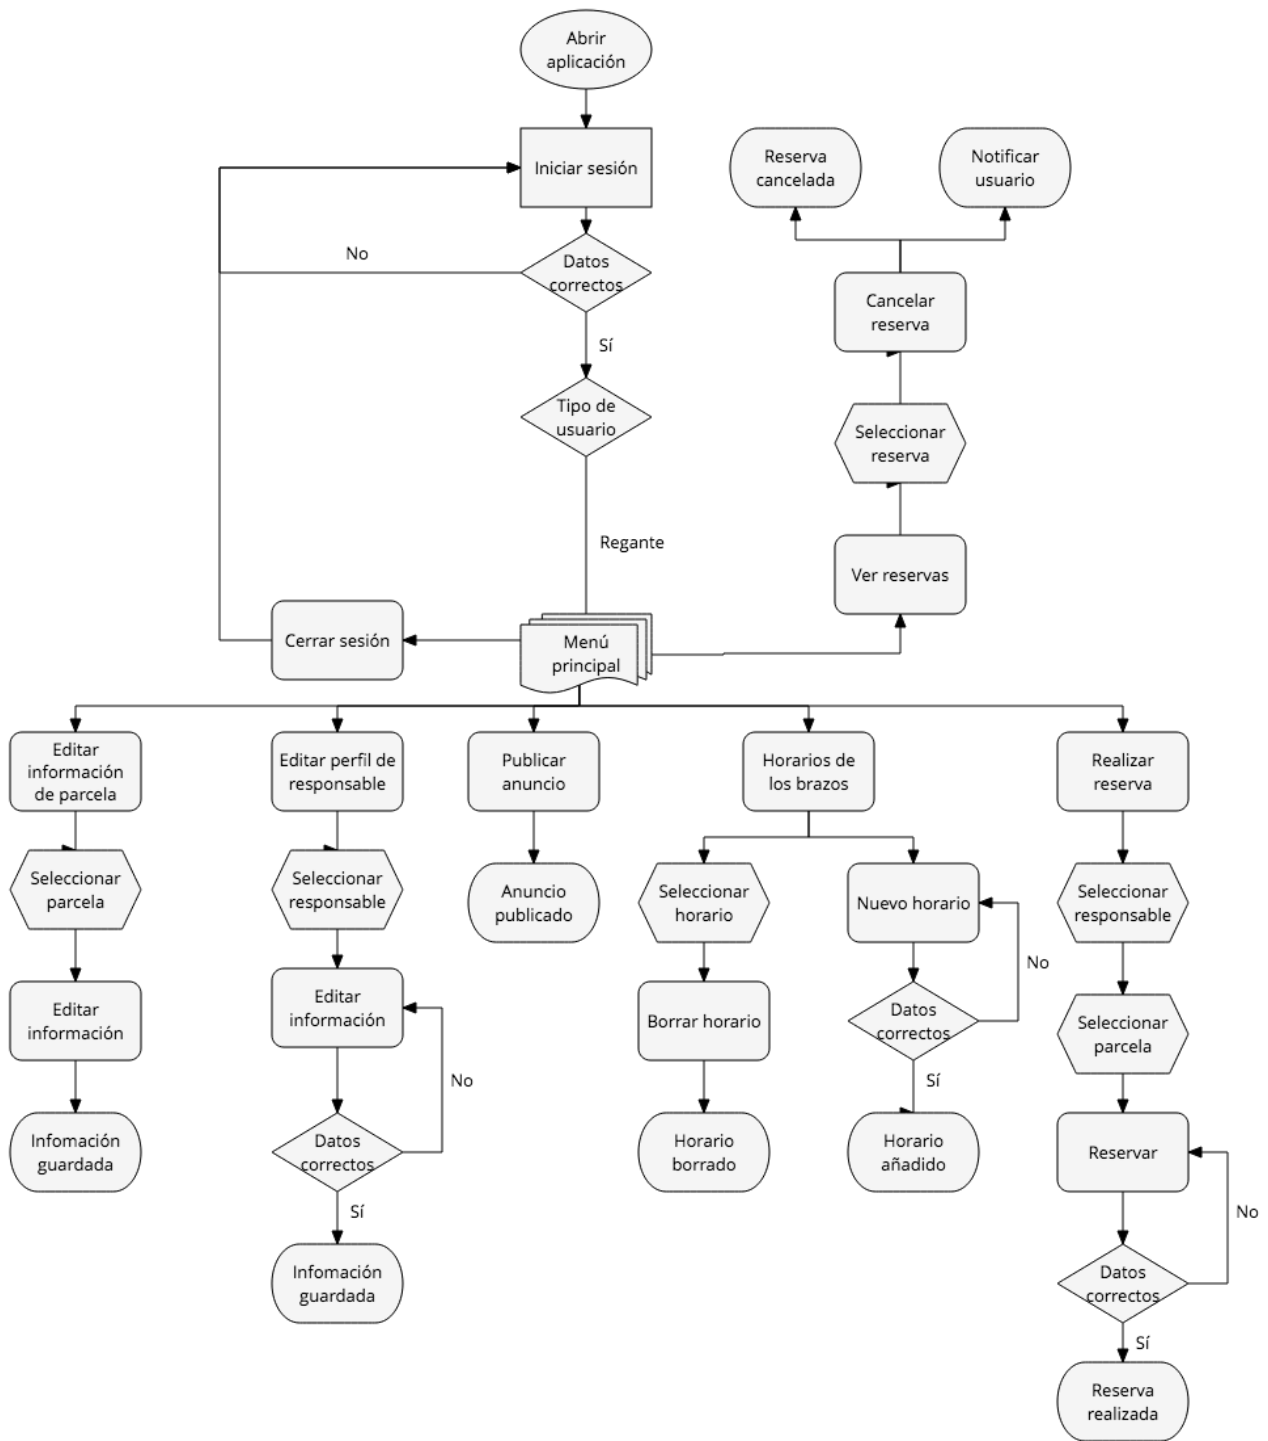 Abrir
aplicación
Iniciar sesión
Reserva
cancelada
Notificar
usuario
No
Datos
correctos
Cancelar
reserva
Sí
Tipo de
usuario
Seleccionar
reserva
Regante
Ver reservas
Cerrar sesión
Menú
principal
Editar
información
de parcela
Editar perfil de
responsable
Publicar
anuncio
Horarios de
los brazos
Realizar
reserva
Seleccionar
parcela
Seleccionar
responsable
Anuncio
publicado
Seleccionar
horario
Nuevo horario
Seleccionar
responsable
No
Editar
información
Editar
información
Borrar horario
Datos
correctos
Seleccionar
parcela
No
Sí
Infomación
guardada
Datos
correctos
Horario
borrado
Horario
añadido
Reservar
Sí
No
Infomación
guardada
Datos
correctos
Sí
Reserva
realizada